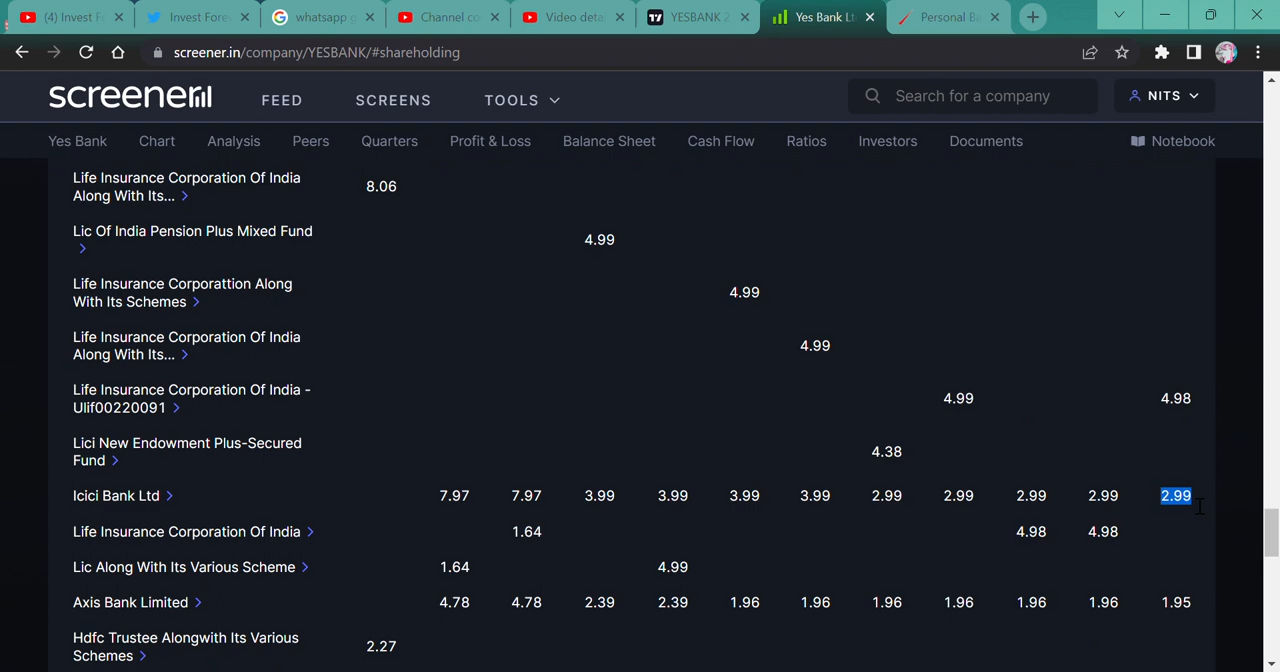 (4) Invest Fore
Invest Fore
whatsapp g
Channel co
Video deta
YESBANK 2
Yes Bank Lt
Personal Ba
screener.in/company/YESBANK/#shareholding
screener
FEED
SCREENS
TOOLS
Search for a company
NITS
Yes Bank
Chart
Analysis
Peers
Quarters
Profit & Loss
Balance Sheet
Cash Flow
Ratios
Investors
Documents
Notebook
Life Insurance Corporation Of India
Along With Its...
8.06
Lic Of India Pension Plus Mixed Fund
4.99
Life Insurance Corporattion Along
With Its Schemes
4.99
Life Insurance Corporation Of India
Along With Its...
4.99
Life Insurance Corporation Of India -
Ulif00220091
4.99 4.98
Lici New Endowment Plus-Secured
Fund
4.38
Icici Bank Ltd 7.97 7.97 3.99 3.99 3.99 3.99 2.99 2.99 2.99 2.99 2.99
Life Insurance Corporation Of India 1.64 4.98 4.98
Lic Along With Its Various Scheme 1.64 4.99
Axis Bank Limited 4.78 4.78 2.39 2.39 1.96 1.96 1.96 1.96 1.96 1.96 1.95
Hdfc Trustee Alongwith Its Various
Schemes
2.27